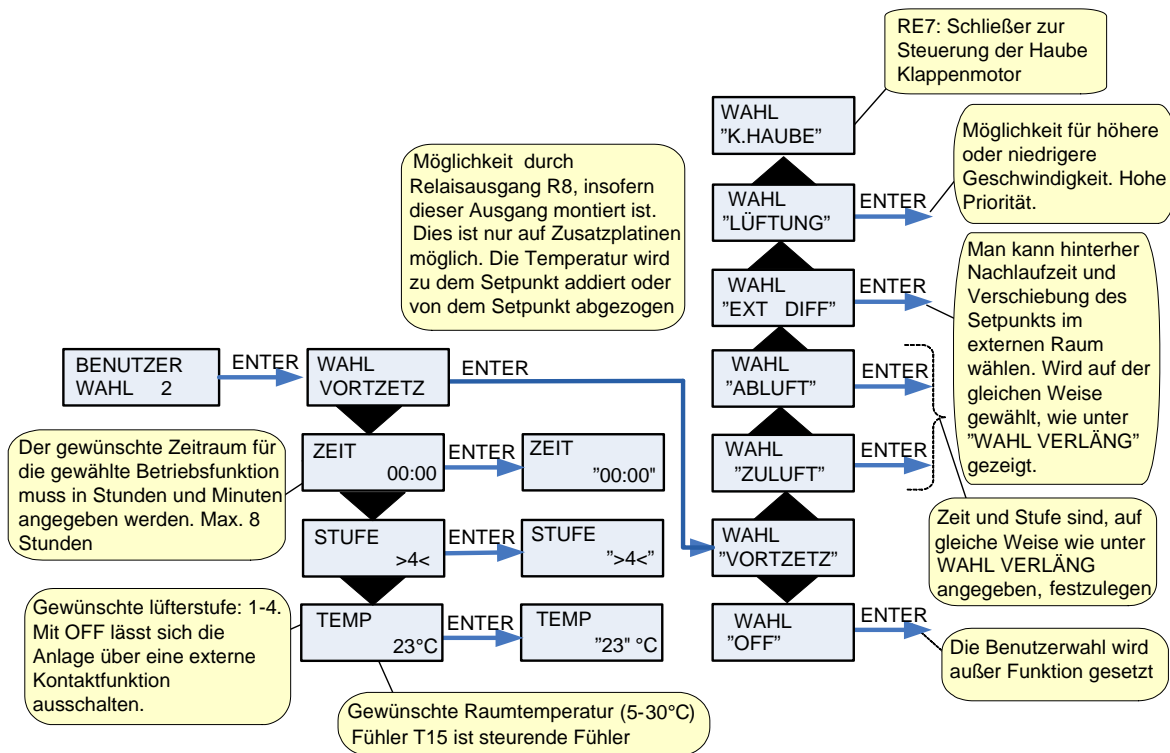 RE7: Schließer zur
Steuerung der Haube
Klappenmotor
WAHL
"K.HAUBE"
Möglichkeit für höhere
oder niedrigere
Geschwindigkeit. Hohe
Priorität.
Möglichkeit durch
Relaisausgang R8, insofern
dieser Ausgang montiert ist.
Dies ist nur auf Zusatzplatinen
möglich. Die Temperatur wird
zu dem Setpunkt addiert oder
von dem Setpunkt abgezogen
WAHL
"LÜFTUNG"
ENTER
WAHL
"EXT DIFF"
ENTER
Man kann hinterher
Nachlaufzeit und
Verschiebung des
Setpunkts im
externen Raum
wählen. Wird auf der
gleichen Weise
gewählt, wie unter
"WAHL VERLÄNG"
gezeigt.
BENUTZER
WAHL 2
ENTER
WAHL
VORTZETZ
ENTER
WAHL
"ABLUFT"
ENTER
Der gewünschte Zeitraum für
die gewählte Betriebsfunktion
muss in Stunden und Minuten
angegeben werden. Max. 8
Stunden
ZEIT
00:00
ENTER
ZEIT
"00:00"
WAHL
"ZULUFT"
ENTER
Zeit und Stufe sind, auf
gleiche Weise wie unter
WAHL VERLÄNG
angegeben, festzulegen
STUFE
>4<
ENTER
STUFE
">4<"
WAHL
"VORTZETZ"
Gewünschte lüfterstufe: 1-4.
Mit OFF lässt sich die
Anlage über eine externe
Kontaktfunktion
ausschalten.
TEMP
23°C
ENTER
TEMP
"23" °C
WAHL
"OFF"
ENTER
Die Benutzerwahl wird
außer Funktion gesetzt
Gewünschte Raumtemperatur (5-30°C)
Fühler T15 ist steurende Fühler